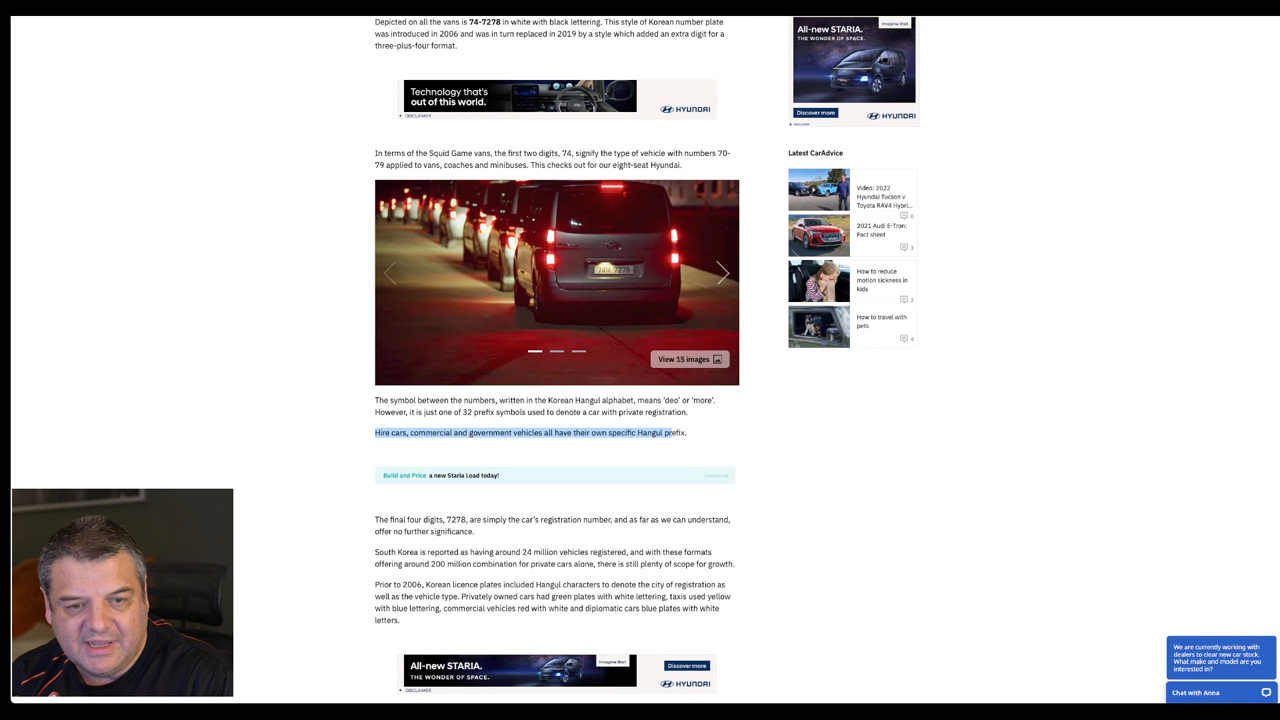 Depicted on all the vans is 74-7278 in white with black lettering. This style of Korean number plate
was introduced in 2006 and was in turn replaced in 2019 by a style which added an extra digit for a
three-plus-four format.
Technology that's
out of this world.
HYUNDAI
+ DISCLAIMER
In terms of the Squid Game vans, the first two digits, 74, signify the type of vehicle with numbers 70-
79 applied to vans, coaches and minibuses. This checks out for our eight-seat Hyundai.
7278
View 15 images
The symbol between the numbers, written in the Korean Hangul alphabet, means 'deo' or 'more'.
However, it is just one of 32 prefix symbols used to denote a car with private registration.
Hire cars, commercial and government vehicles all have their own specific Hangul prefix.
Build and Price a new Staria Load today!
Sponsored
The final four digits, 7278, are simply the car's registration number, and as far as we can understand,
offer no further significance.
South Korea is reported as having around 24 million vehicles registered, and with these formats
offering around 200 million combination for private cars alone, there is still plenty of scope for growth.
Prior to 2006, Korean licence plates included Hangul characters to denote the city of registration as
well as the vehicle type. Privately owned cars had green plates with white lettering, taxis used yellow
with blue lettering, commercial vehicles red with white and diplomatic cars blue plates with white
letters.
All-new STARIA.
THE WONDER OF SPACE.
imagine that
Discover more
HYUNDAI
+ DISCLAIMER
imagine that
All-new STARIA.
THE WONDER OF SPACE.
Discover more
HYUNDAI
+ DISCLAIMER
Latest CarAdvice
Video: 2022
Hyundai Tucson v
Toyota RAV4 Hybri...
0
2021 Audi E-Tron:
Fact sheet
3
How to reduce
motion sickness in
kids
2
How to travel with
pets
4
We are currently working with
dealers to clear new car stock.
What make and model are you
interested in?
Chat with Anna